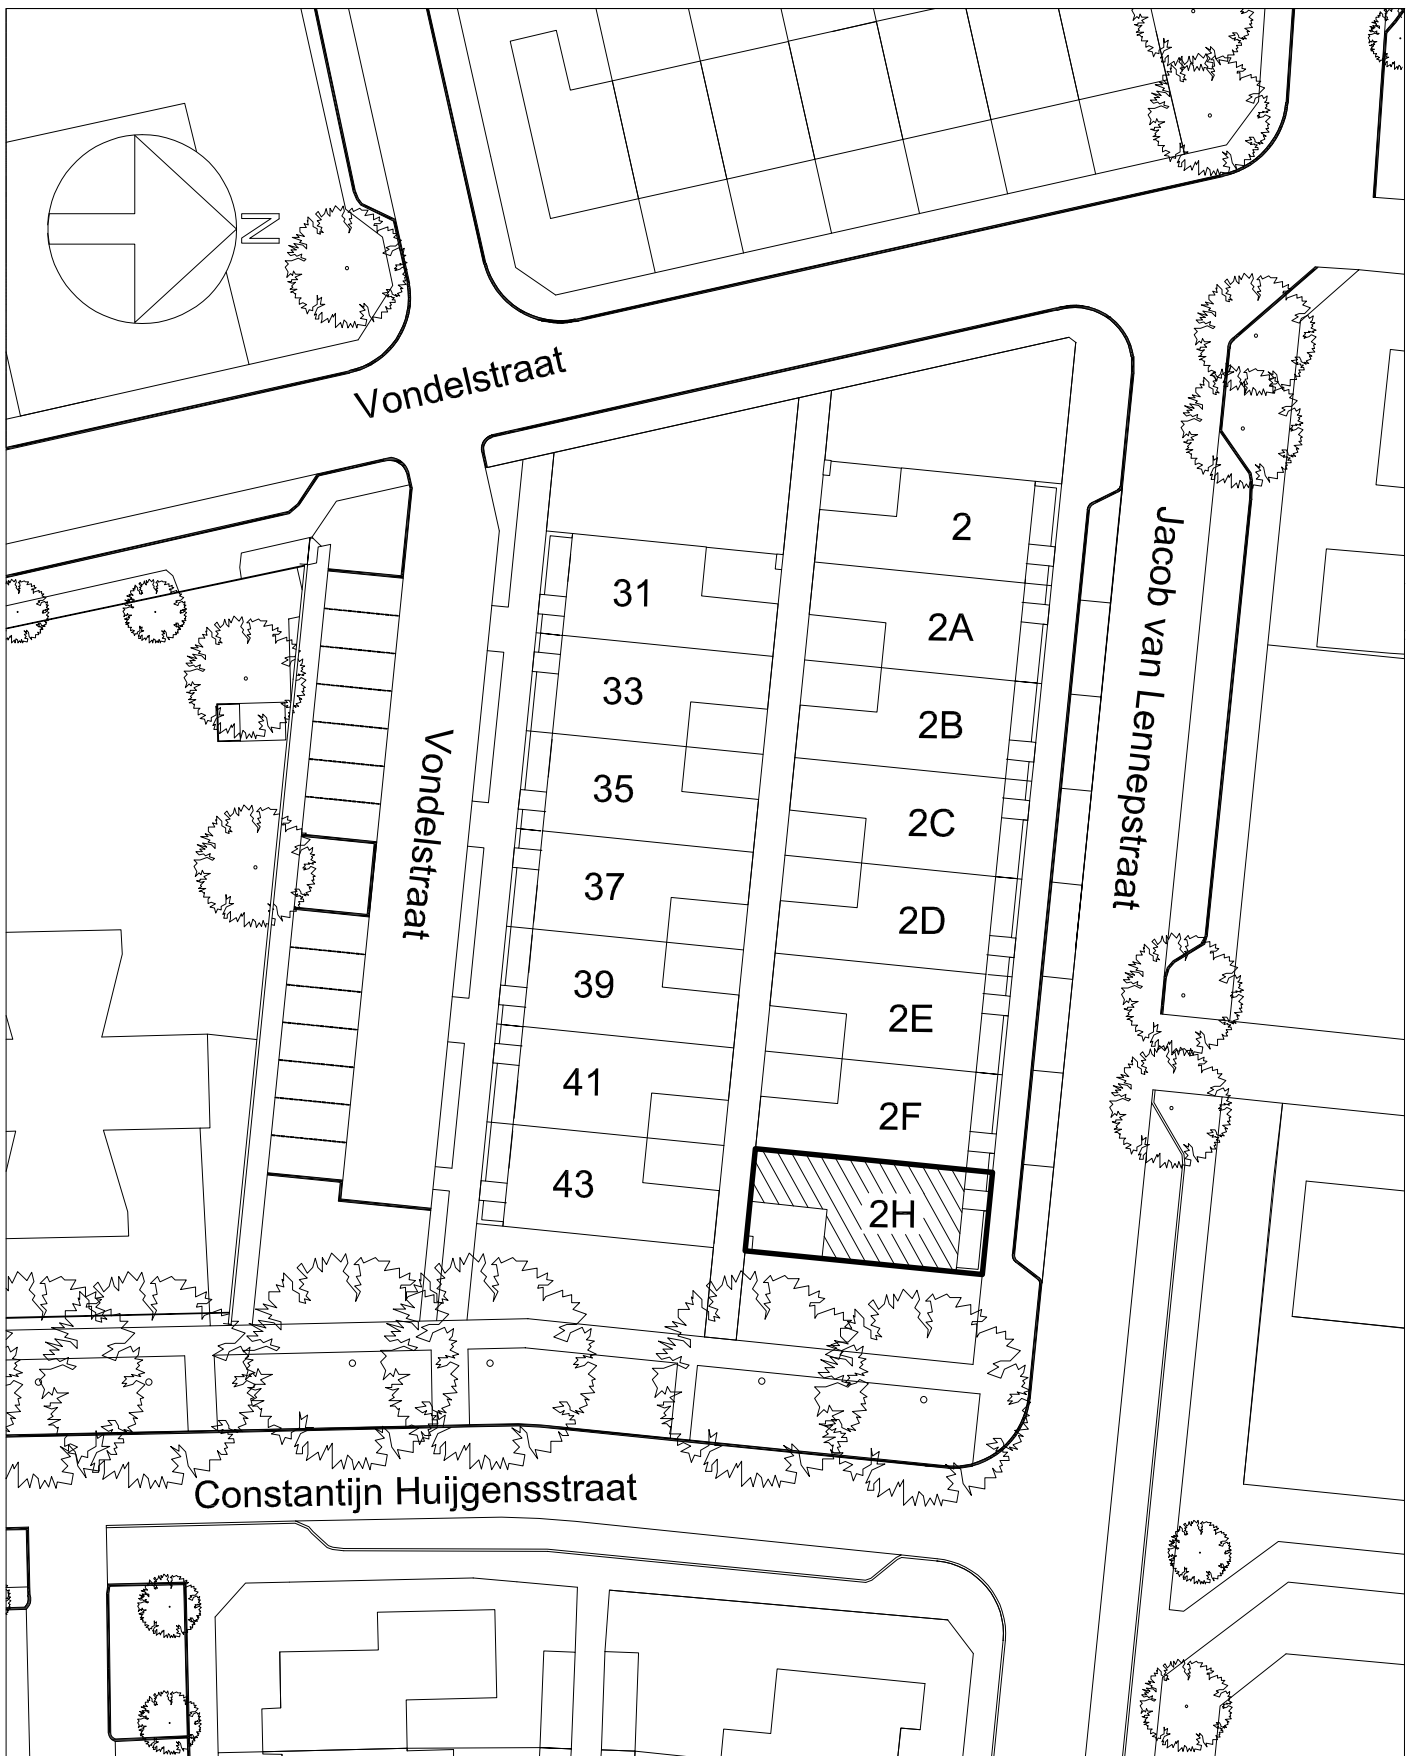 N
Vondelstraat
Jacob van Lennepstraat
2
31
2A
33
2B
Vondelstraat
35
2C
37
2D
39
2E
41
2F
43
2H
Constantijn Huijgensstraat